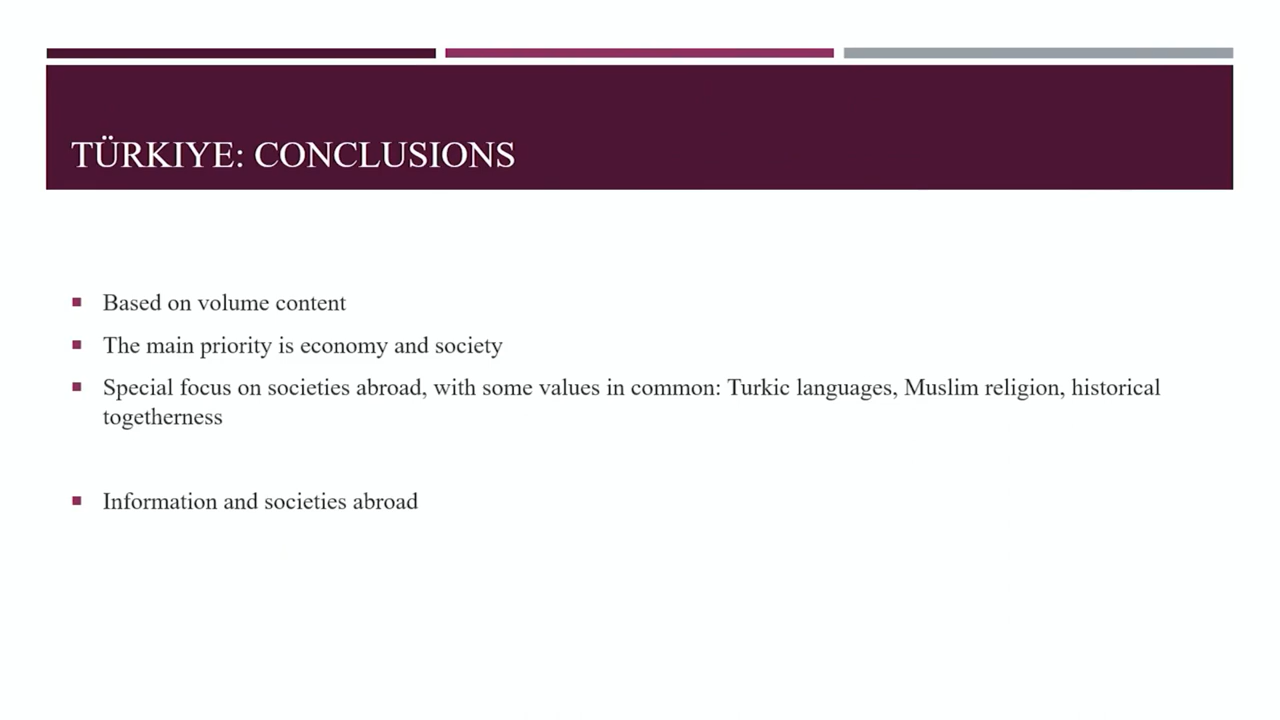 TÜRKIYE: CONCLUSIONS
Based on volume content
The main priority is economy and society
Special focus on societies abroad, with some values in common: Turkic languages, Muslim religion, historical
togetherness
Information and societies abroad